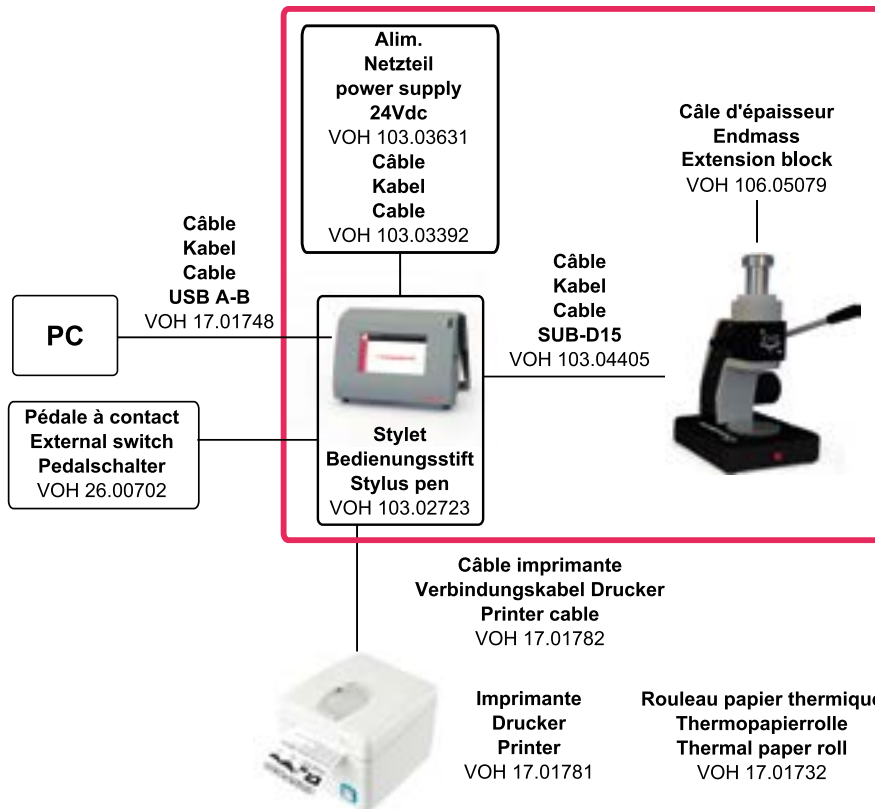 Alim.
Netzteil
power supply
24Vdc
VOH 103.03631
Câble
Kabel
Cable
VOH 103.03392
Câle d'épaisseur
Endmass
Extension block
VOH 106.05079
Câble
Kabel
Cable
USB A-B
VOH 17.01748
Câble
Kabel
Cable
SUB-D15
VOH 103.04405
PC
Pédale à contact
External switch
Pedalschalter
VOH 26.00702
Stylet
Bedienungsstift
Stylus pen
VOH 103.02723
Câble imprimante
Verbindungskabel Drucker
Printer cable
VOH 17.01782
Imprimante
Drucker
Printer
VOH 17.01781
Rouleau papier thermique
Thermopapierrolle
Thermal paper roll
VOH 17.01732